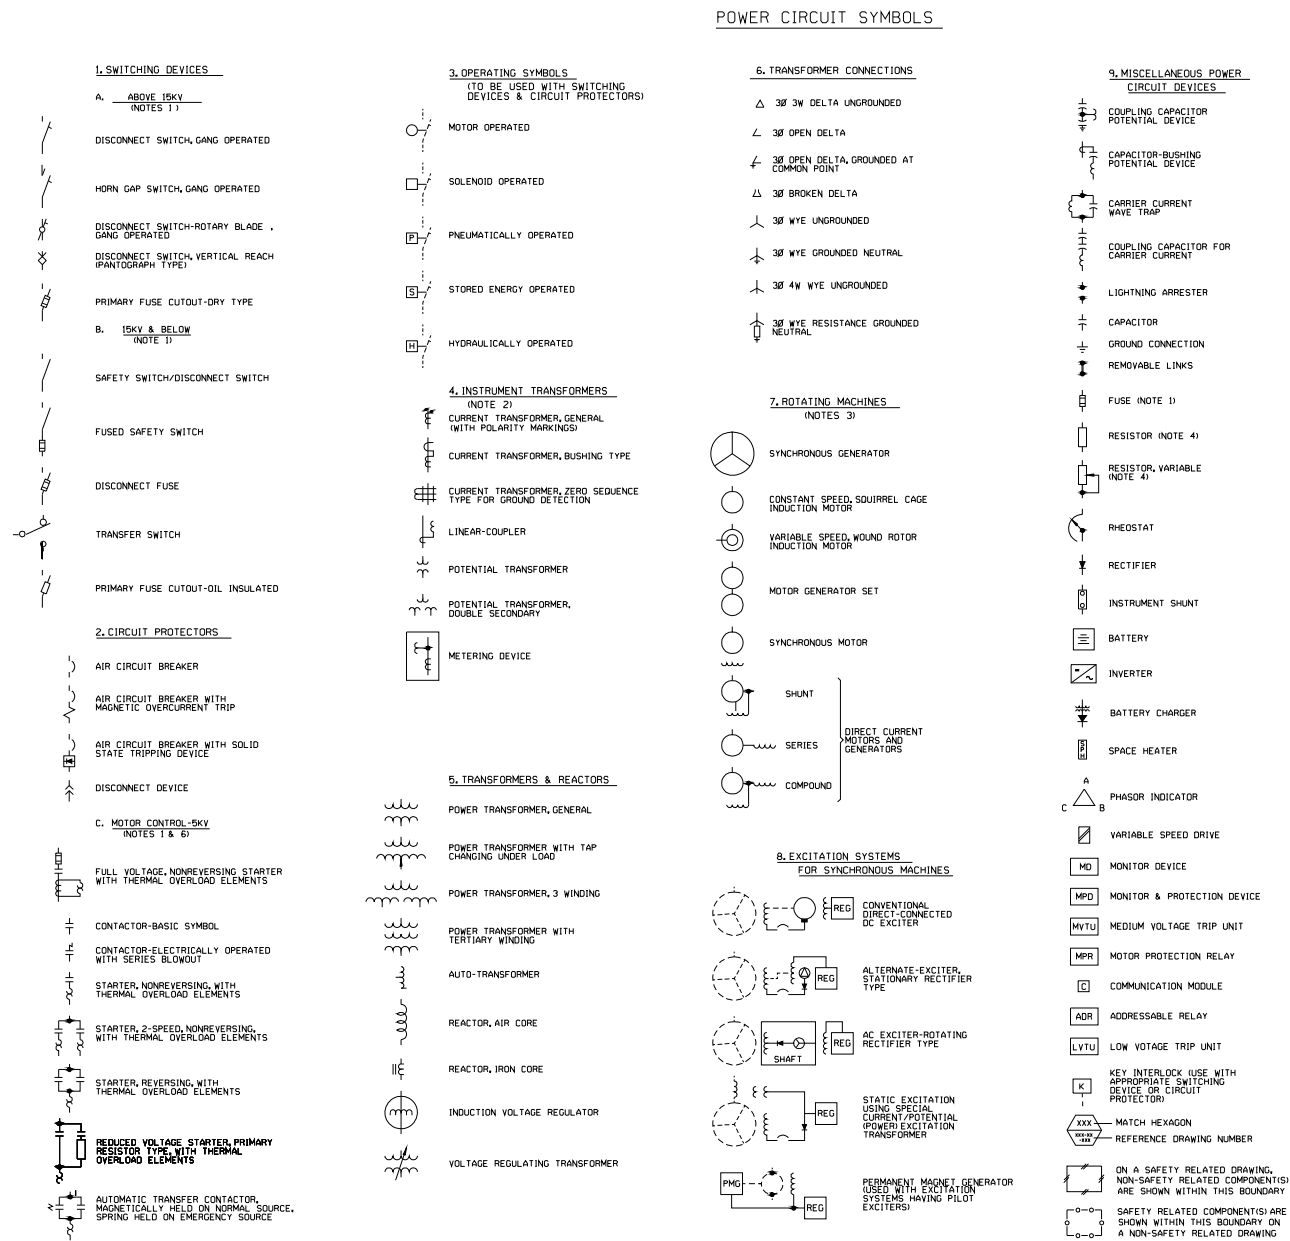 POWER CIRCUIT SYMBOLS
1. SWITCHING DEVICES
A. ABOVE 15KV
(NOTES 1 )
DISCONNECT SWITCH, GANG OPERATED
HORN GAP SWITCH, GANG OPERATED
DISCONNECT SWITCH-ROTARY BLADE ,
GANG OPERATED
DISCONNECT SWITCH, VERTICAL REACH
(PANTOGRAPH TYPE)
PRIMARY FUSE CUTOUT-DRY TYPE
B. 15KV & BELOW
(NOTE 1)
SAFETY SWITCH/DISCONNECT SWITCH
FUSED SAFETY SWITCH
DISCONNECT FUSE
TRANSFER SWITCH
PRIMARY FUSE CUTOUT-OIL INSULATED
2. CIRCUIT PROTECTORS
AIR CIRCUIT BREAKER
AIR CIRCUIT BREAKER WITH
MAGNETIC OVERCURRENT TRIP
AIR CIRCUIT BREAKER WITH SOLID
STATE TRIPPING DEVICE
DISCONNECT DEVICE
C. MOTOR CONTROL-5KV
(NOTES 1 & 6)
FULL VOLTAGE, NONREVERSING STARTER
WITH THERMAL OVERLOAD ELEMENTS
CONTACTOR-BASIC SYMBOL
CONTACTOR-ELECTRICALLY OPERATED
WITH SERIES BLOWOUT
STARTER, NONREVERSING, WITH
THERMAL OVERLOAD ELEMENTS
STARTER, 2-SPEED, NONREVERSING,
WITH THERMAL OVERLOAD ELEMENTS
STARTER, REVERSING, WITH
THERMAL OVERLOAD ELEMENTS
REDUCED VOLTAGE STARTER, PRIMARY
RESISTOR TYPE, WITH THERMAL
OVERLOAD ELEMENTS
AUTOMATIC TRANSFER CONTACTOR,
MAGNETICALLY HELD ON NORMAL SOURCE,
SPRING HELD ON EMERGENCY SOURCE
3. OPERATING SYMBOLS
(TO BE USED WITH SWITCHING
DEVICES & CIRCUIT PROTECTORS)
MOTOR OPERATED
SOLENOID OPERATED
P PNEUMATICALLY OPERATED
S STORED ENERGY OPERATED
H HYDRAULICALLY OPERATED
4. INSTRUMENT TRANSFORMERS
(NOTE 2)
CURRENT TRANSFORMER, GENERAL
(WITH POLARITY MARKINGS)
CURRENT TRANSFORMER, BUSHING TYPE
CURRENT TRANSFORMER, ZERO SEQUENCE
TYPE FOR GROUND DETECTION
LINEAR-COUPLER
POTENTIAL TRANSFORMER
POTENTIAL TRANSFORMER,
DOUBLE SECONDARY
METERING DEVICE
5. TRANSFORMERS & REACTORS
POWER TRANSFORMER, GENERAL
POWER TRANSFORMER WITH TAP
CHANGING UNDER LOAD
POWER TRANSFORMER, 3 WINDING
POWER TRANSFORMER WITH
TERTIARY WINDING
AUTO-TRANSFORMER
REACTOR, AIR CORE
REACTOR, IRON CORE
INDUCTION VOLTAGE REGULATOR
VOLTAGE REGULATING TRANSFORMER
6. TRANSFORMER CONNECTIONS
3Ø 3W DELTA UNGROUNDED
3Ø OPEN DELTA
3Ø OPEN DELTA, GROUNDED AT
COMMON POINT
3Ø BROKEN DELTA
3Ø WYE UNGROUNDED
3Ø WYE GROUNDED NEUTRAL
3Ø 4W WYE UNGROUNDED
3Ø WYE RESISTANCE GROUNDED
NEUTRAL
7. ROTATING MACHINES
(NOTES 3)
SYNCHRONOUS GENERATOR
CONSTANT SPEED, SQUIRREL CAGE
INDUCTION MOTOR
VARIABLE SPEED, WOUND ROTOR
INDUCTION MOTOR
MOTOR GENERATOR SET
SYNCHRONOUS MOTOR
SHUNT
SERIES
COMPOUND
DIRECT CURRENT
MOTORS AND
GENERATORS
8. EXCITATION SYSTEMS
FOR SYNCHRONOUS MACHINES
REG
CONVENTIONAL
DIRECT-CONNECTED
DC EXCITER
REG
ALTERNATE-EXCITER,
STATIONARY RECTIFIER
TYPE
SHAFT
REG
AC EXCITER-ROTATING
RECTIFIER TYPE
REG
STATIC EXCITATION
USING SPECIAL
CURRENT/POTENTIAL
(POWER) EXCITATION
TRANSFORMER
PMG
REG
PERMANENT MAGNET GENERATOR
(USED WITH EXCITATION
SYSTEMS HAVING PILOT
EXCITERS)
9. MISCELLANEOUS POWER
CIRCUIT DEVICES
COUPLING CAPACITOR
POTENTIAL DEVICE
CAPACITOR-BUSHING
POTENTIAL DEVICE
CARRIER CURRENT
WAVE TRAP
COUPLING CAPACITOR FOR
CARRIER CURRENT
LIGHTNING ARRESTER
CAPACITOR
GROUND CONNECTION
REMOVABLE LINKS
FUSE (NOTE 1)
RESISTOR (NOTE 4)
RESISTOR, VARIABLE
(NOTE 4)
RHEOSTAT
RECTIFIER
INSTRUMENT SHUNT
BATTERY
INVERTER
BATTERY CHARGER
SPH SPACE HEATER
A
C B PHASOR INDICATOR
VARIABLE SPEED DRIVE
MD MONITOR DEVICE
MPD MONITOR & PROTECTION DEVICE
MVTU MEDIUM VOLTAGE TRIP UNIT
MPR MOTOR PROTECTION RELAY
C COMMUNICATION MODULE
ADR ADDRESSABLE RELAY
LVTU LOW VOTAGE TRIP UNIT
K
KEY INTERLOCK (USE WITH
APPROPRIATE SWITCHING
DEVICE OR CIRCUIT
PROTECTOR)
XXX MATCH HEXAGON
XXX-XX
-XXX REFERENCE DRAWING NUMBER
ON A SAFETY RELATED DRAWING,
NON-SAFETY RELATED COMPONENT(S)
ARE SHOWN WITHIN THIS BOUNDARY
SAFETY RELATED COMPONENT(S) ARE
SHOWN WITHIN THIS BOUNDARY ON
A NON-SAFETY RELATED DRAWING